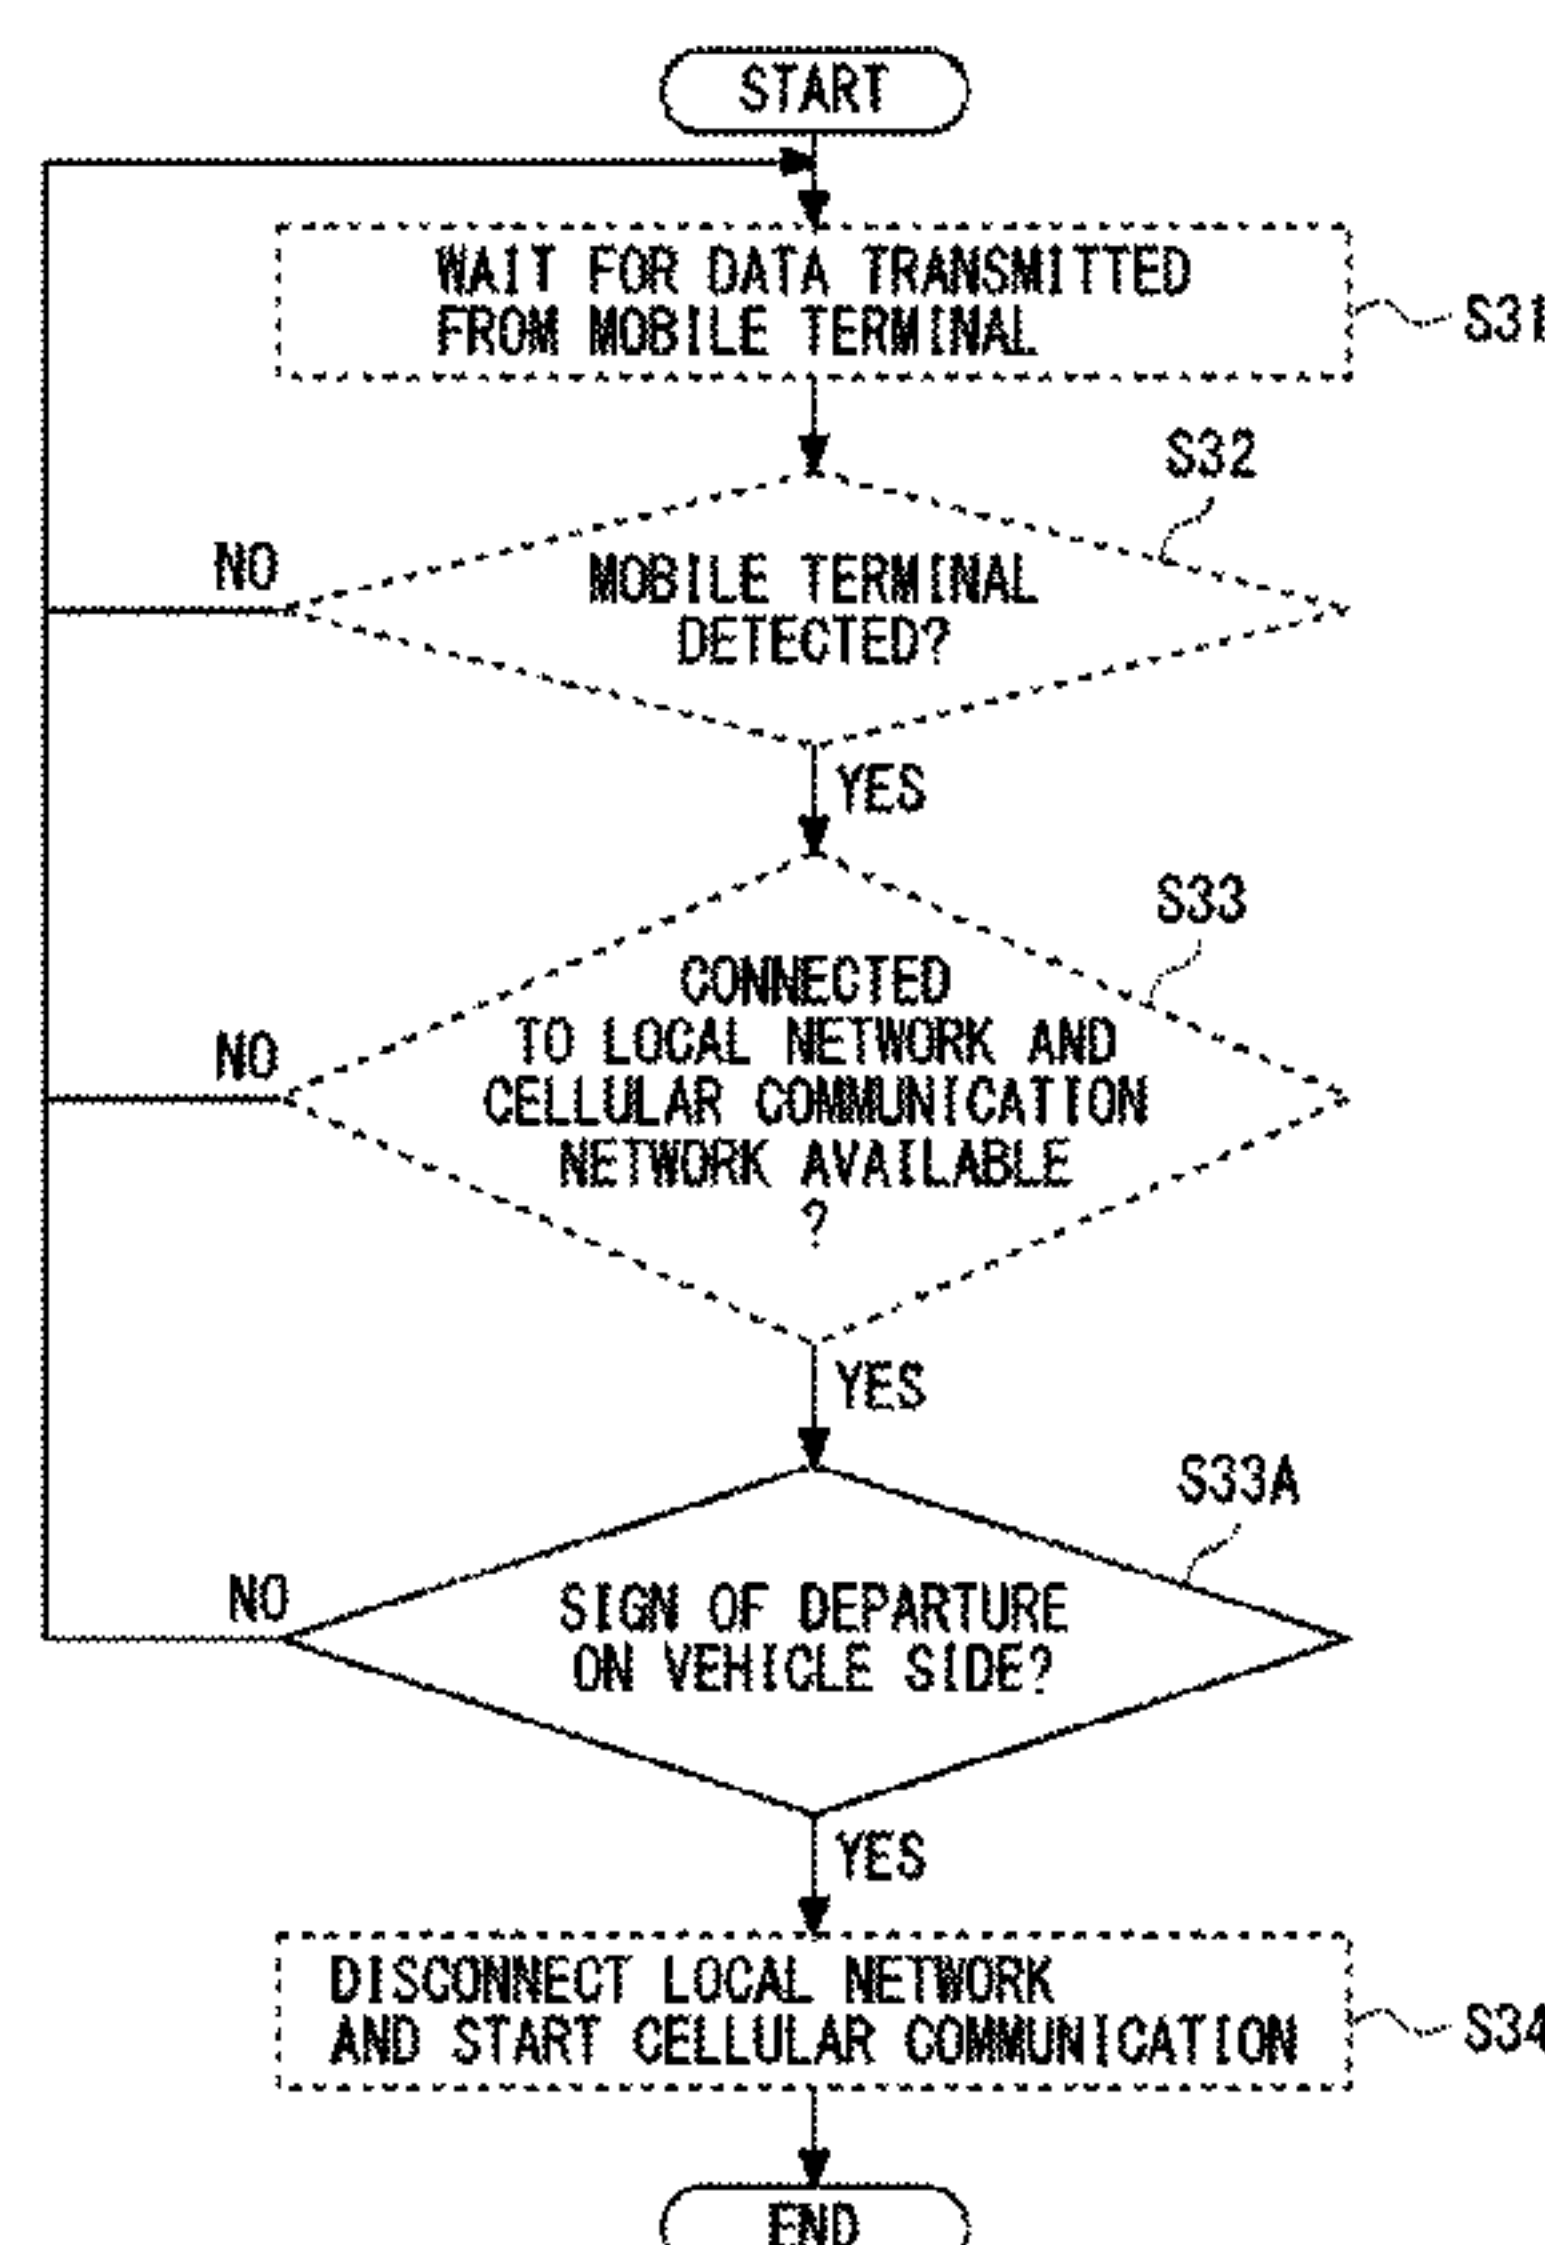 START
WAIT FOR DATA TRANSMITTED
FROM MOBILE TERMINAL
S31
S32
NO
MOBILE TERMINAL
DETECTED?
YES
S33
CONNECTED
NO
TO LOCAL NETWORK AND
CELLULAR COMMUNICATION
NETWORK AVAILABLE
?
YES
S33A
NO
SIGN OF DEPARTURE
ON VEHICLE SIDE?
YES
DISCONNECT LOCAL NETWORK
AND START CELLULAR COMMUNICATION
S34
END